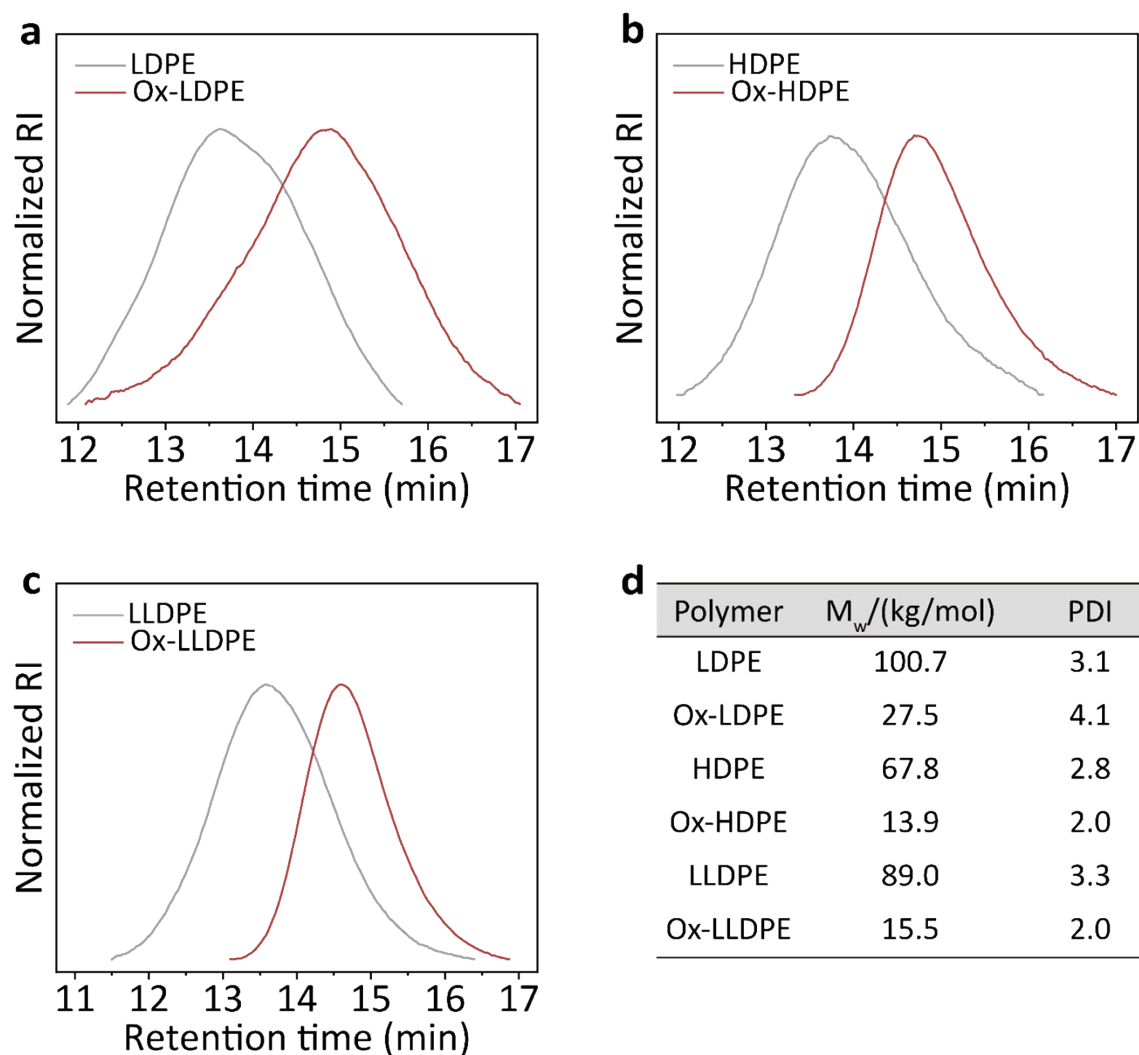 a
LDPE
Ox-LDPE
Normalized RI
12 13 14 15 16 17
Retention time (min)
b
HDPE
Ox-HDPE
Normalized RI
12 13 14 15 16 17
Retention time (min)
c
LLDPE
Ox-LLDPE
Normalized RI
11 12 13 14 15 16 17
Retention time (min)
d
Polymer Mw/(kg/mol) PDI
LDPE 100.7 3.1
Ox-LDPE 27.5 4.1
HDPE 67.8 2.8
Ox-HDPE 13.9 2.0
LLDPE 89.0 3.3
Ox-LLDPE 15.5 2.0